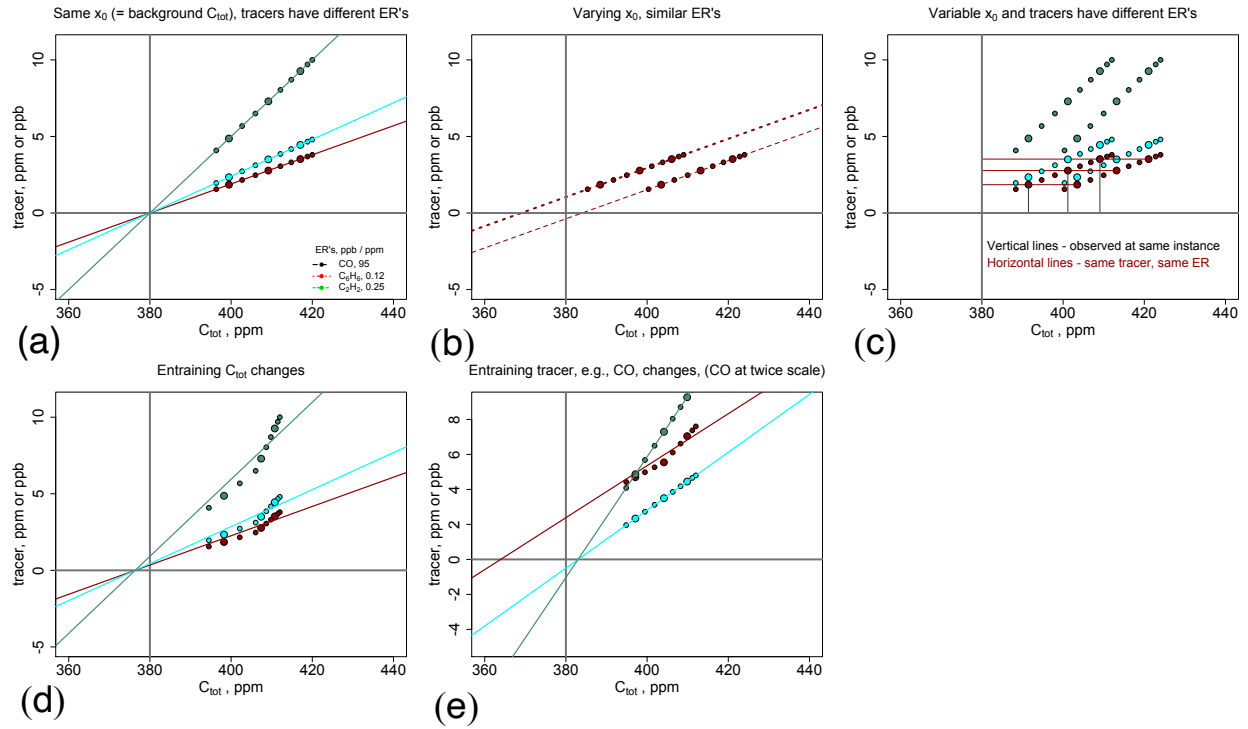 Same x₀ (= background Cₜₒₜ), tracers have different ER's
tracer, ppm or ppb
10
5
0
-5
ER's, ppb / ppm
CO, 95
C₆H₆, 0.12
C₂H₂, 0.25
360 380 400 420 440
Cₜₒₜ , ppm
(a)
Varying x₀, similar ER's
tracer, ppm or ppb
10
5
0
-5
360 380 400 420 440
Cₜₒₜ , ppm
(b)
Variable x₀ and tracers have different ER's
tracer, ppm or ppb
10
5
0
-5
Vertical lines - observed at same instance
Horizontal lines - same tracer, same ER
360 380 400 420 440
Cₜₒₜ , ppm
(c)
Entraining Cₜₒₜ changes
tracer, ppm or ppb
10
5
0
-5
360 380 400 420 440
Cₜₒₜ , ppm
(d)
Entraining tracer, e.g., CO, changes, (CO at twice scale)
tracer, ppm or ppb
8
6
4
2
0
-2
-4
360 380 400 420 440
Cₜₒₜ , ppm
(e)